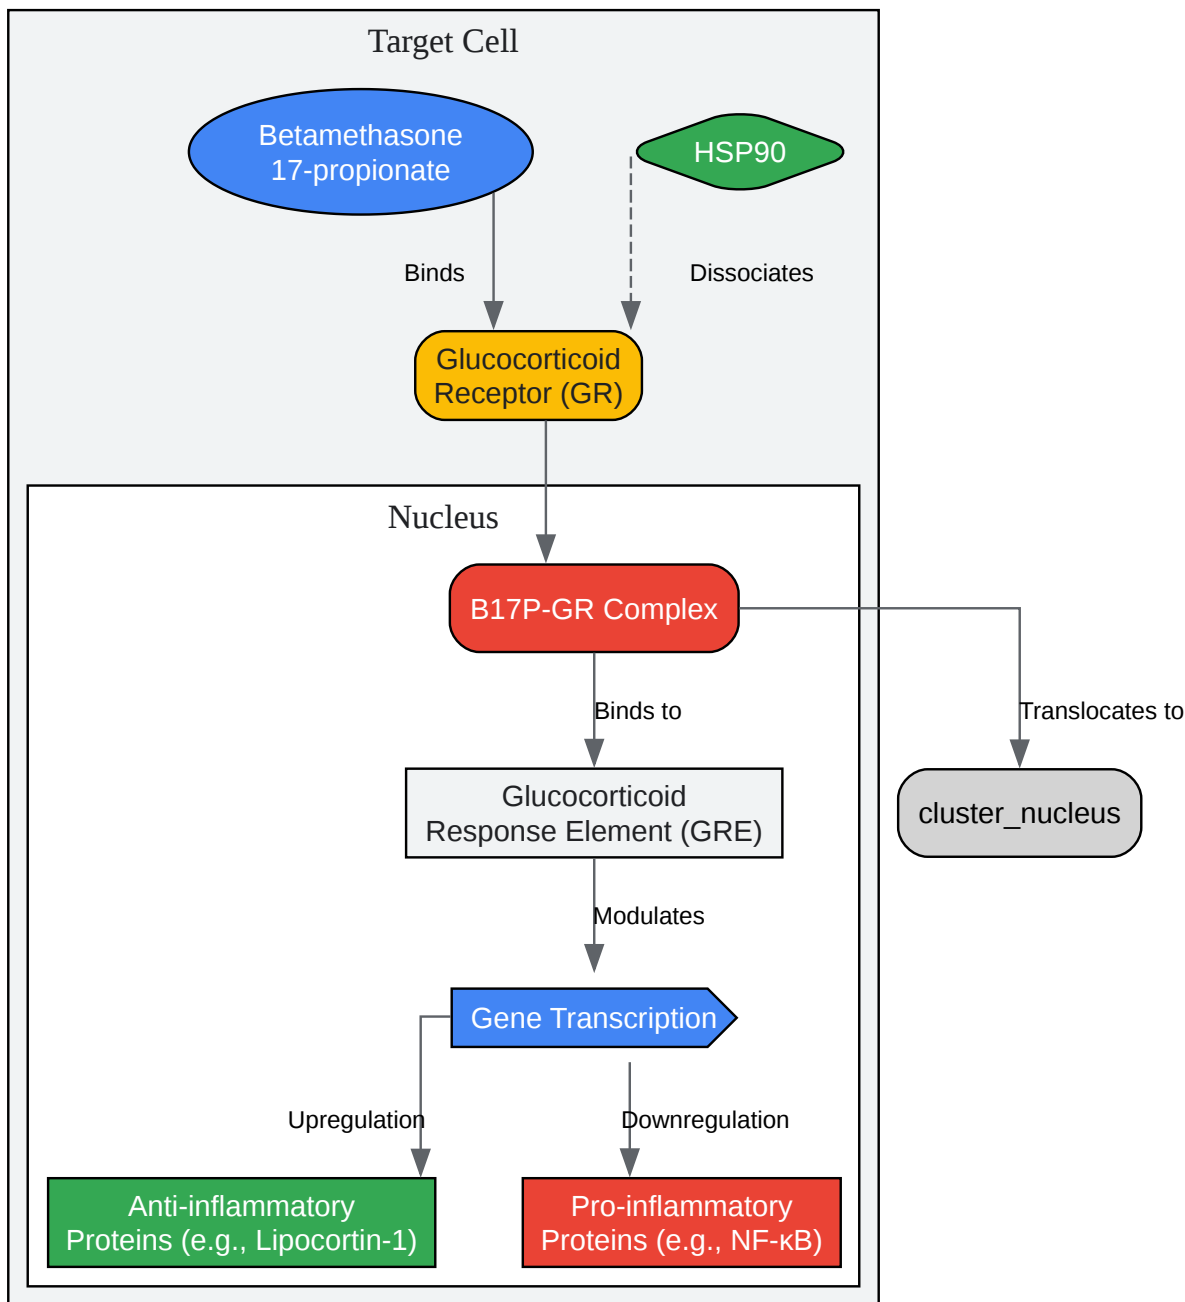 Target Cell
Betamethasone
17-propionate
HSP90
Binds
Dissociates
Glucocorticoid
Receptor (GR)
Nucleus
B17P-GR Complex
Binds to
Translocates to
Glucocorticoid
Response Element (GRE)
cluster_nucleus
Modulates
Gene Transcription
Upregulation
Downregulation
Anti-inflammatory
Proteins (e.g., Lipocortin-1)
Pro-inflammatory
Proteins (e.g., NF-κB)